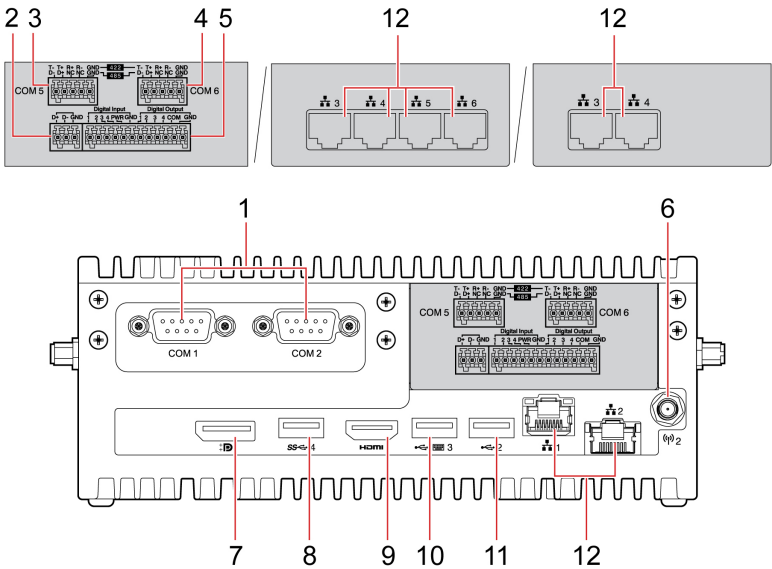 2 3 4 5 12 12
T- T+ R+ R- GND 422 T- T+ R+ R- GND
D- D+ NC NC GND 485 D- D+ NC NC GND
COM 5 COM 6
Digital Input Digital Output
D+ D- GND 1 2 3 4 PWR GND 1 2 3 4 COM GND
3 4 5 6
3 4
1 6
T- T+ R+ R- GND 422 T- T+ R+ R- GND
D- D+ NC NC GND 485 D- D+ NC NC GND
COM 5 COM 6
Digital Input Digital Output
D+ D- GND 1 2 3 4 PWR GND 1 2 3 4 COM GND
COM 1 COM 2
2
D SS 4 HDMI 3 2 1 2
7 8 9 10 11 12